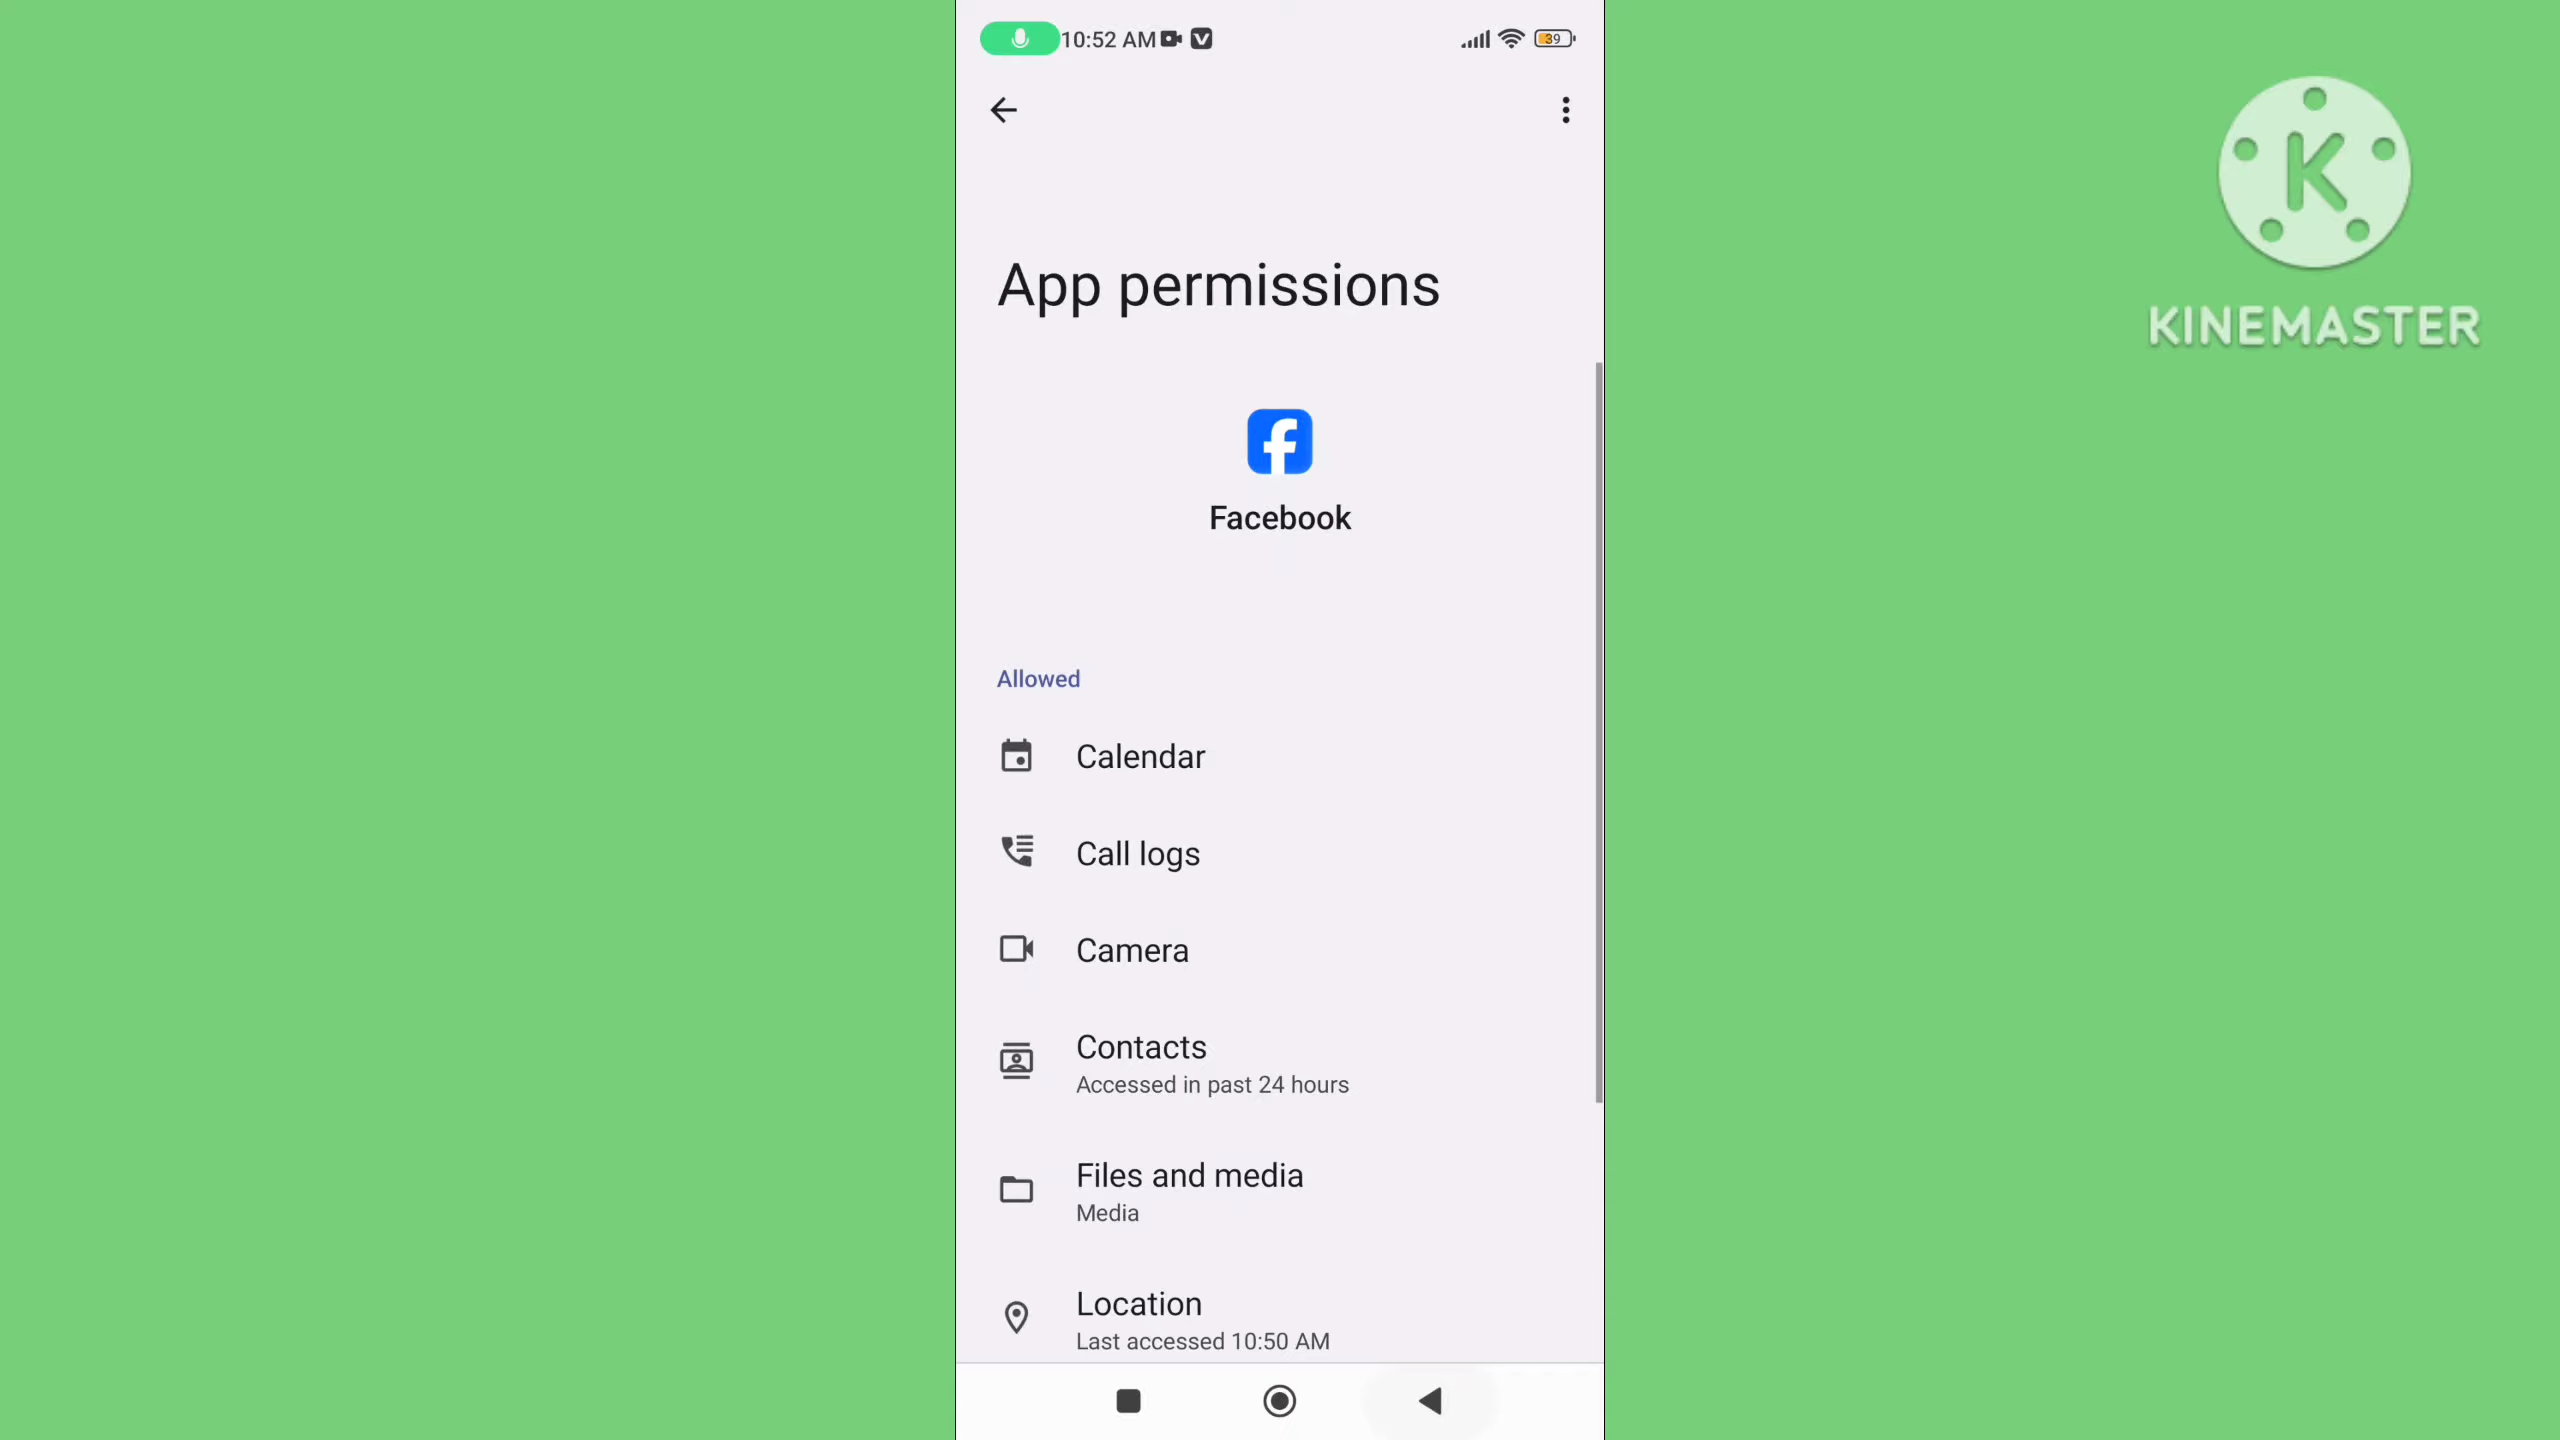 10:52 AM
39
App permissions
KINEMASTER
Facebook
Allowed
Calendar
Call logs
Camera
Contacts
Accessed in past 24 hours
Files and media
Media
Location
Last accessed 10:50 AM